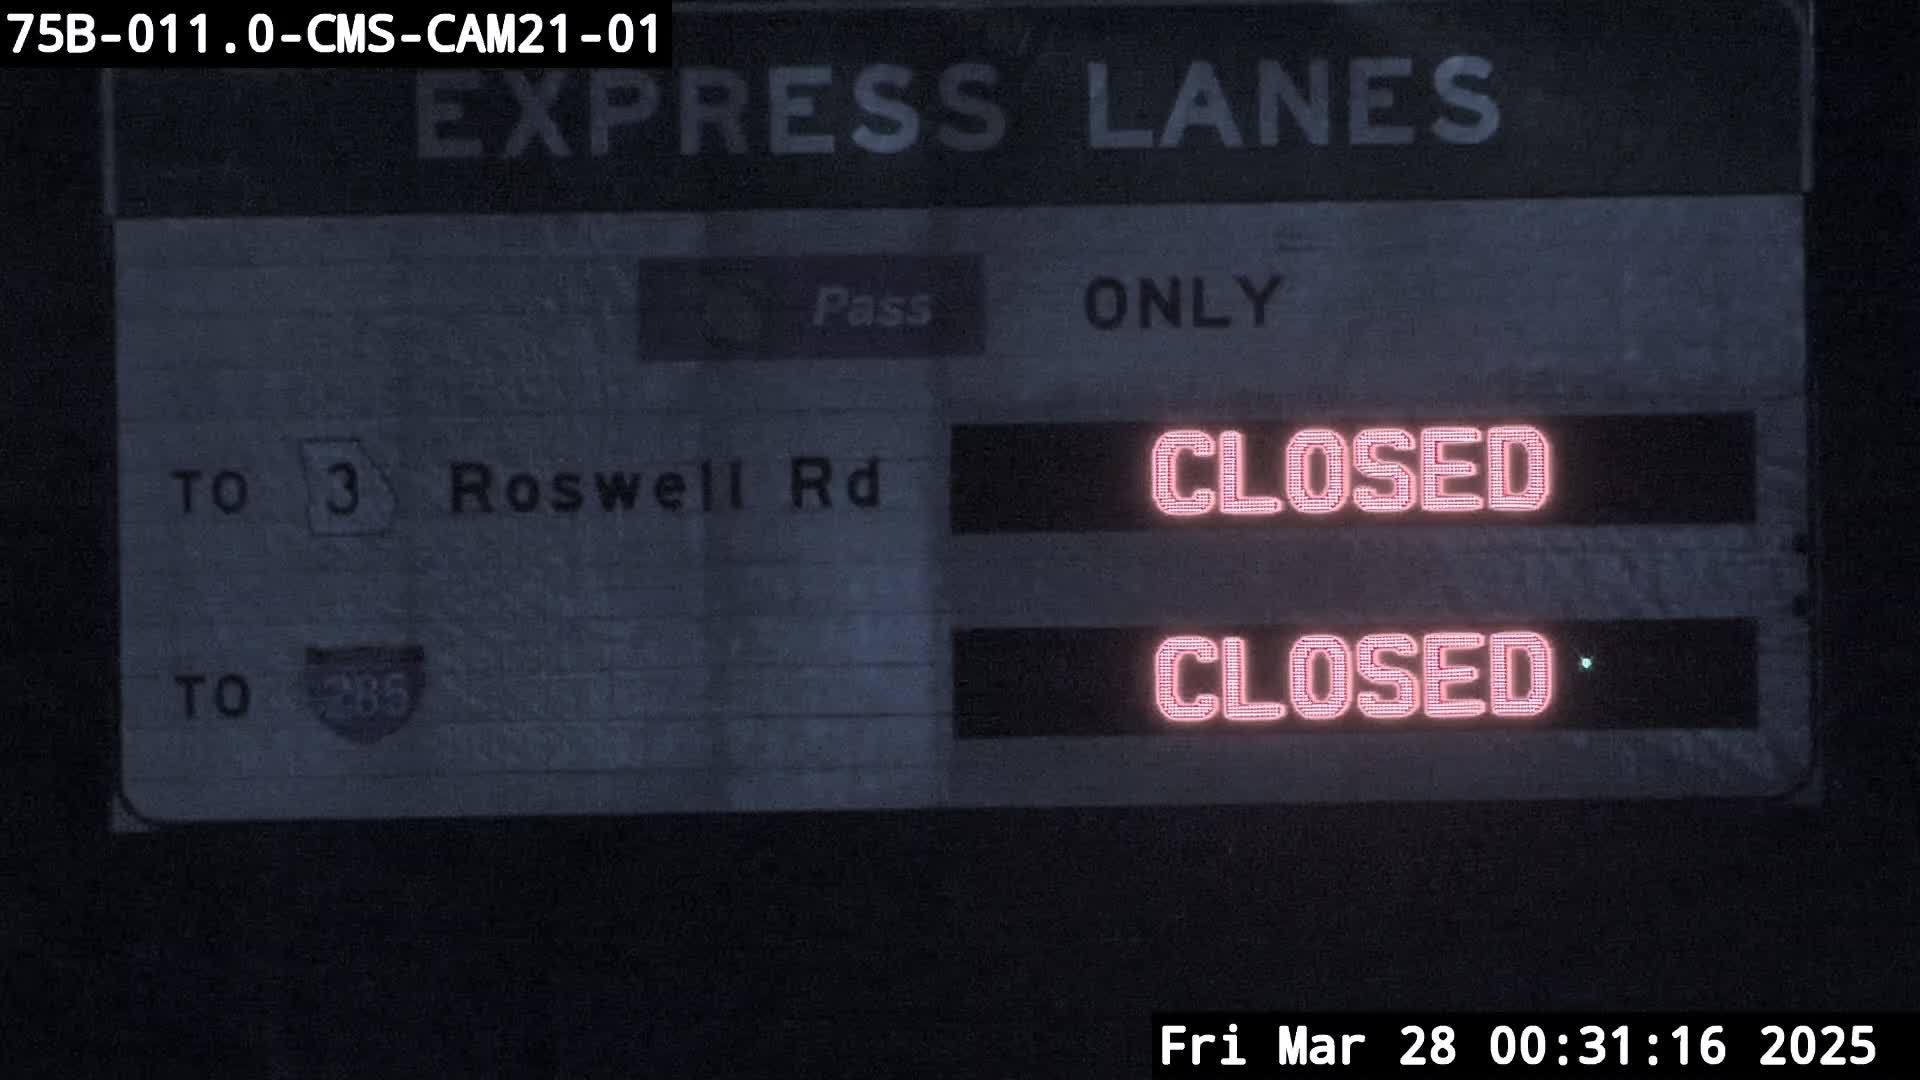 75B-011.0-CMS-CAM21-01
EXPRESS LANES
Pass ONLY
TO 3 Roswell Rd CLOSED
TO 285 CLOSED
Fri Mar 28 00:31:16 2025